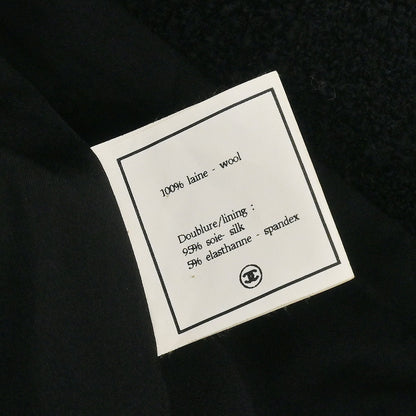 100% laine - wool
Doublure/lining :
95% soie- silk
5% elasthanne - spandex